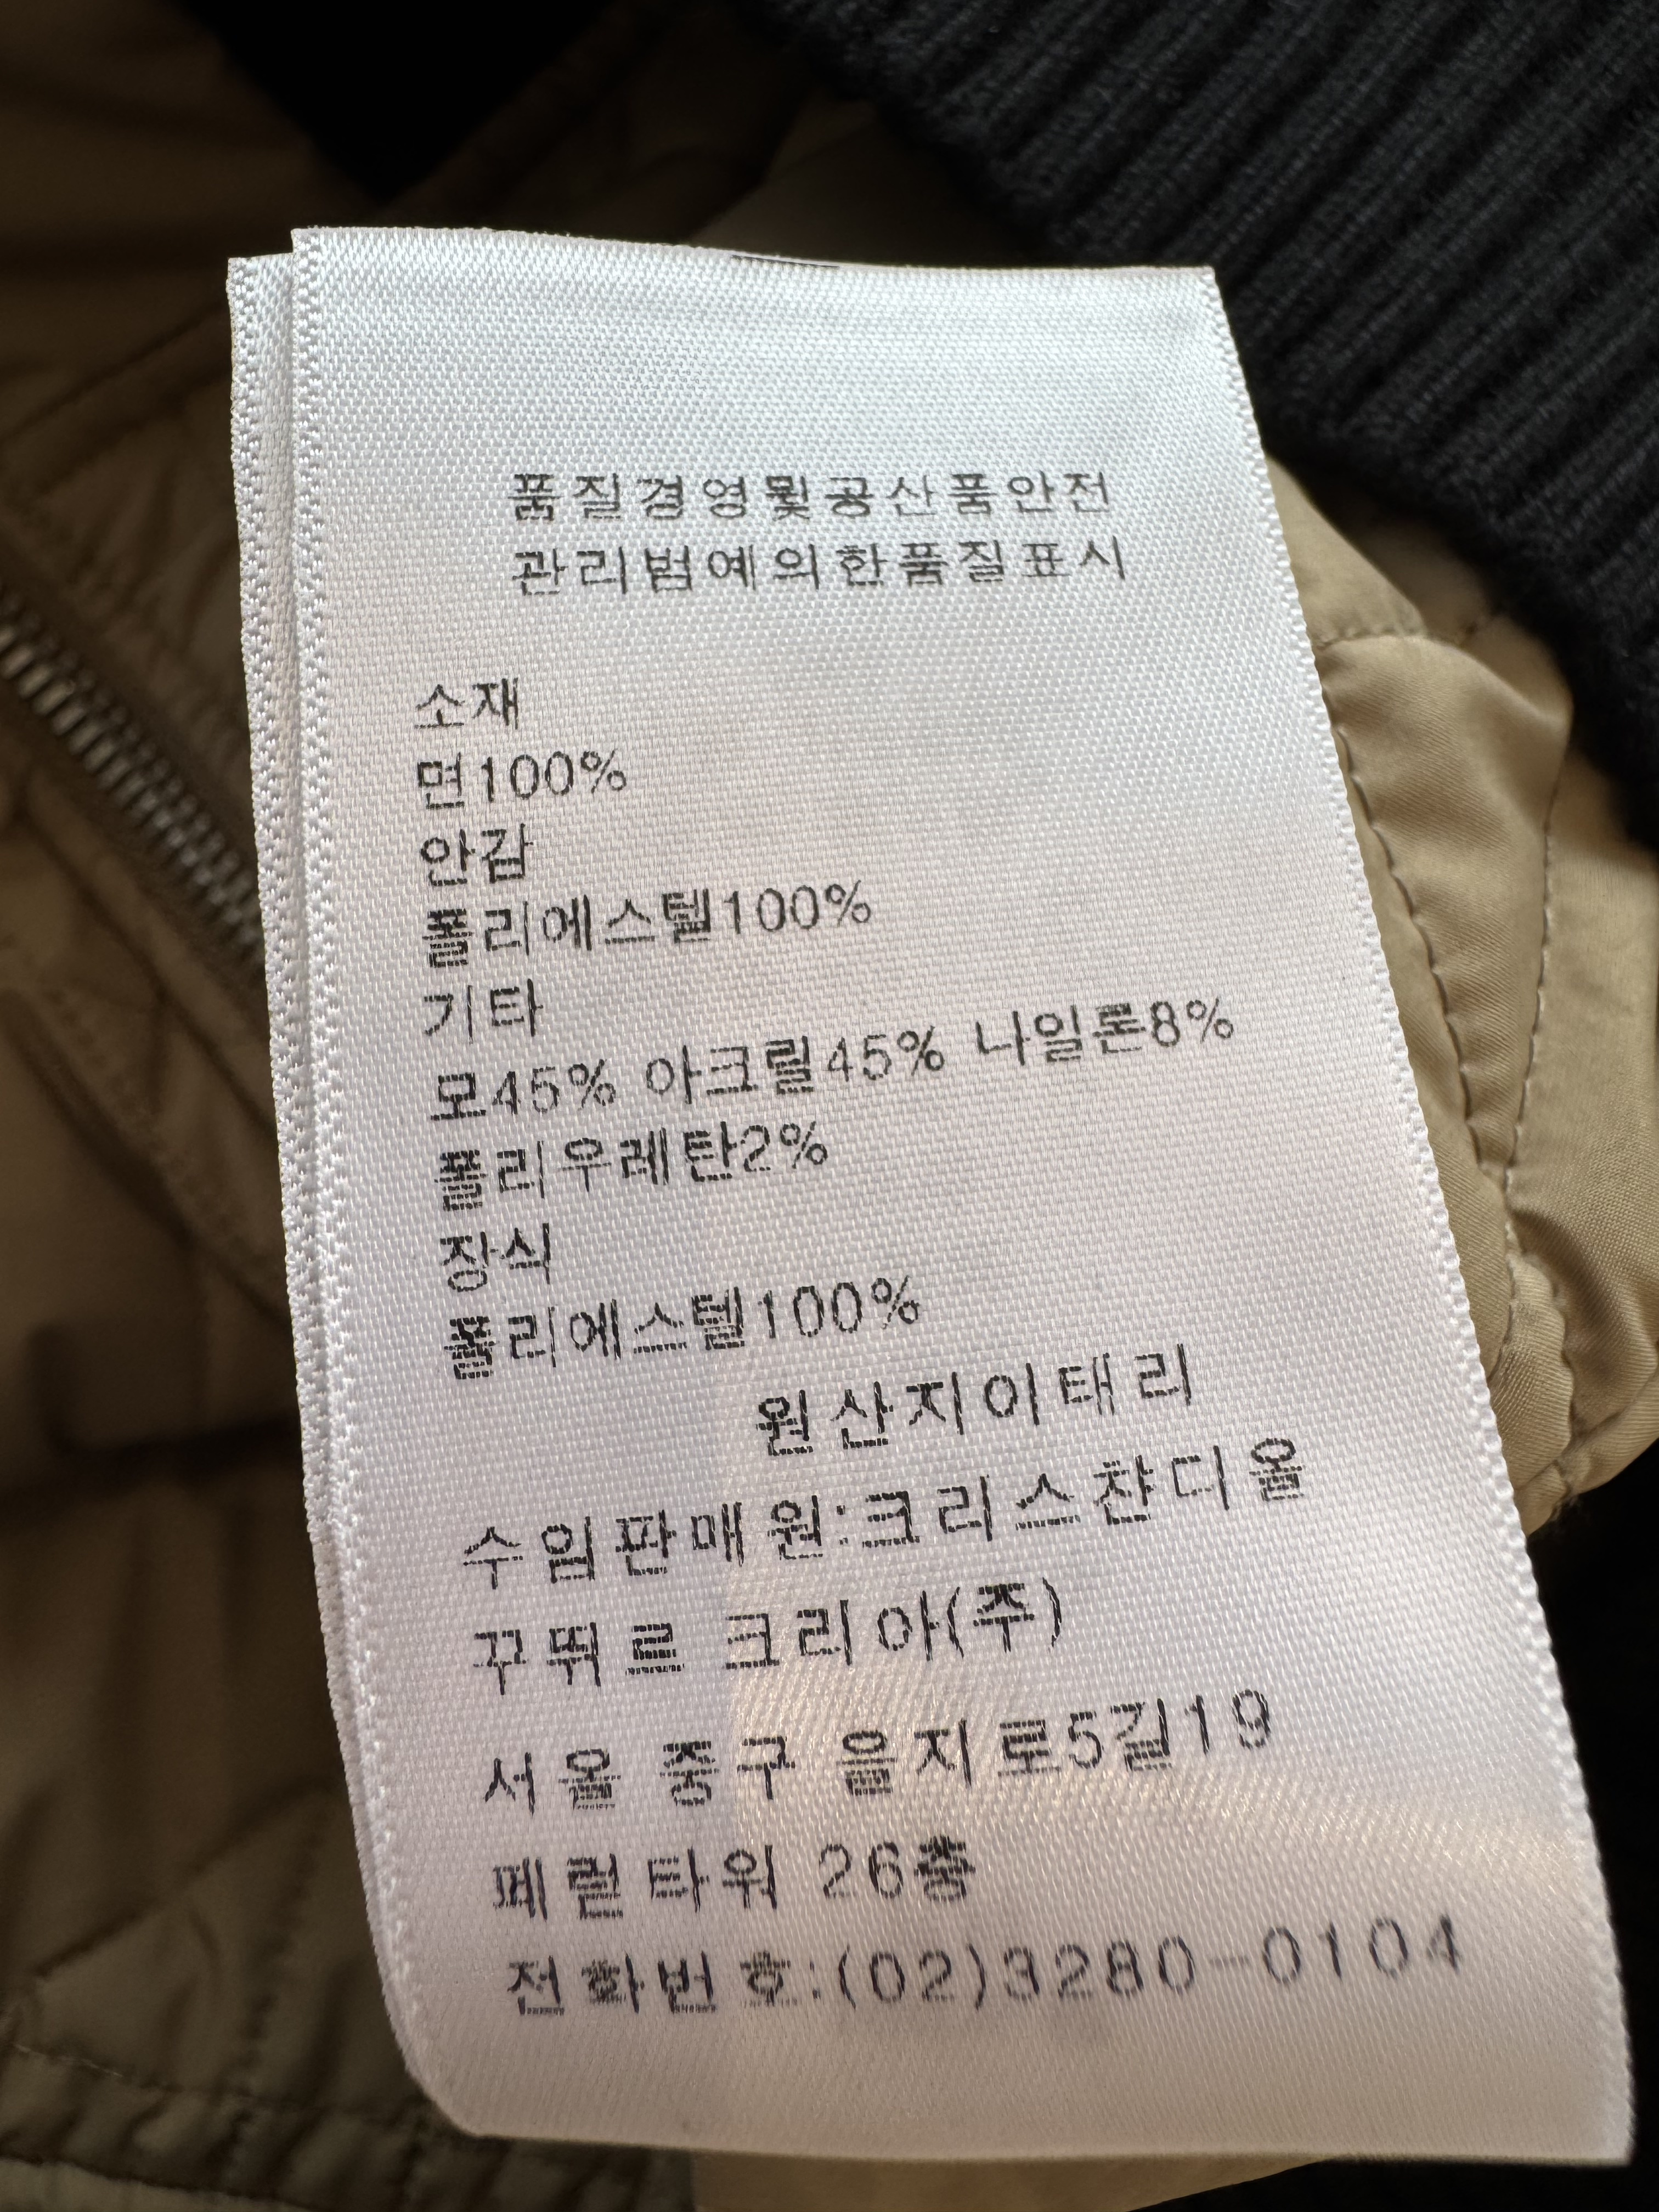 품질경영및공산품안전
관리법예의한품질표시
소재
면100%
안감
폴리에스텔100%
기타
모45% 아크릴45% 나일론8%
폴리우레탄2%
장식
폴리에스텔100%
원산지이태리
수입판매원:크리스챤디올
꾸뛰르 코리아(주)
서울 중구 을지로5길19
페럼타워 26층
전화번호:(02)3280-0104